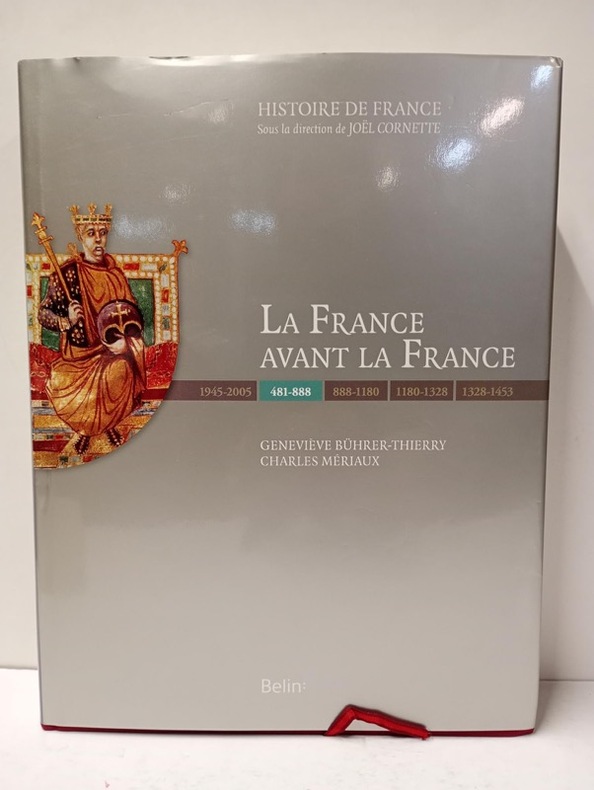 HISTOIRE DE FRANCE
Sous la direction de JOËL CORNETTE
LA FRANCE
AVANT LA FRANCE
1945-2005 481-888 888-1180 1180-1328 1328-1453
GENEVIÈVE BÜHRER-THIERRY
CHARLES MÉRIAUX
Belin: